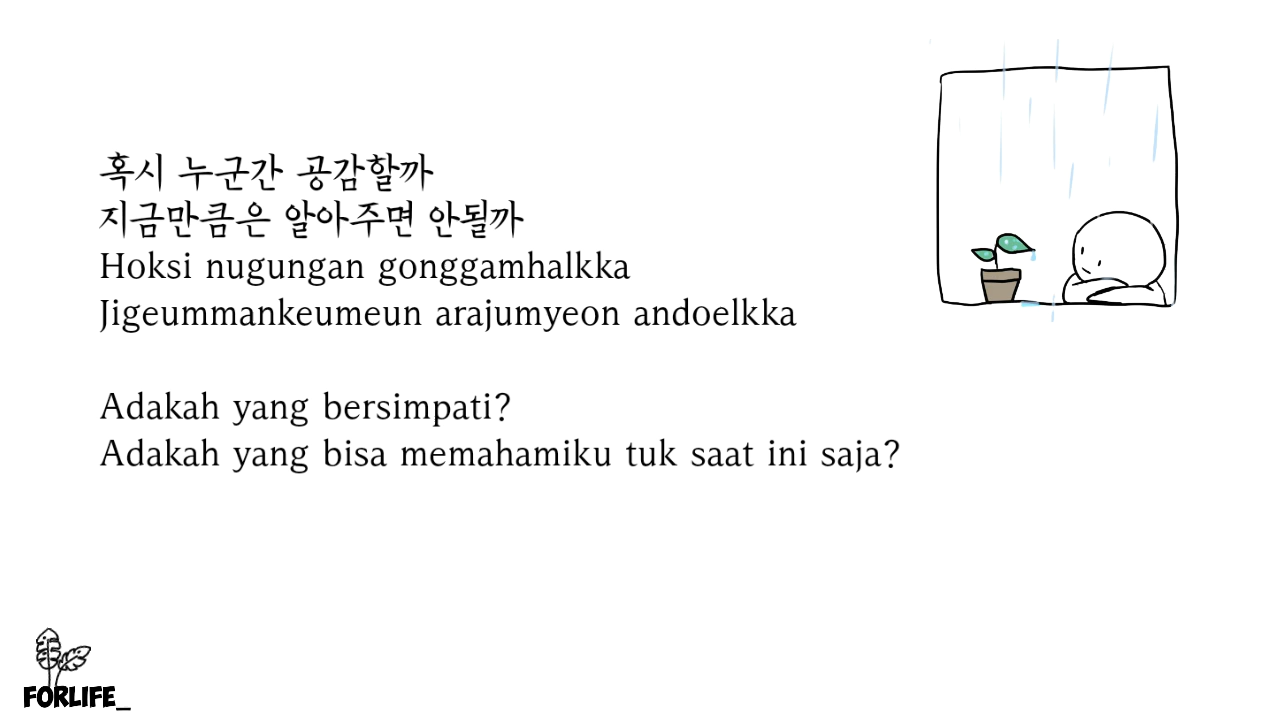 혹시 누군간 공감할까
지금만큼은 알아주면 안될까
Hoksi nugungan gonggamhalkka
Jigeummankeumeun arajumyeon andoelkka
Adakah yang bersimpati?
Adakah yang bisa memahamiku tuk saat ini saja?
FORLIFE_